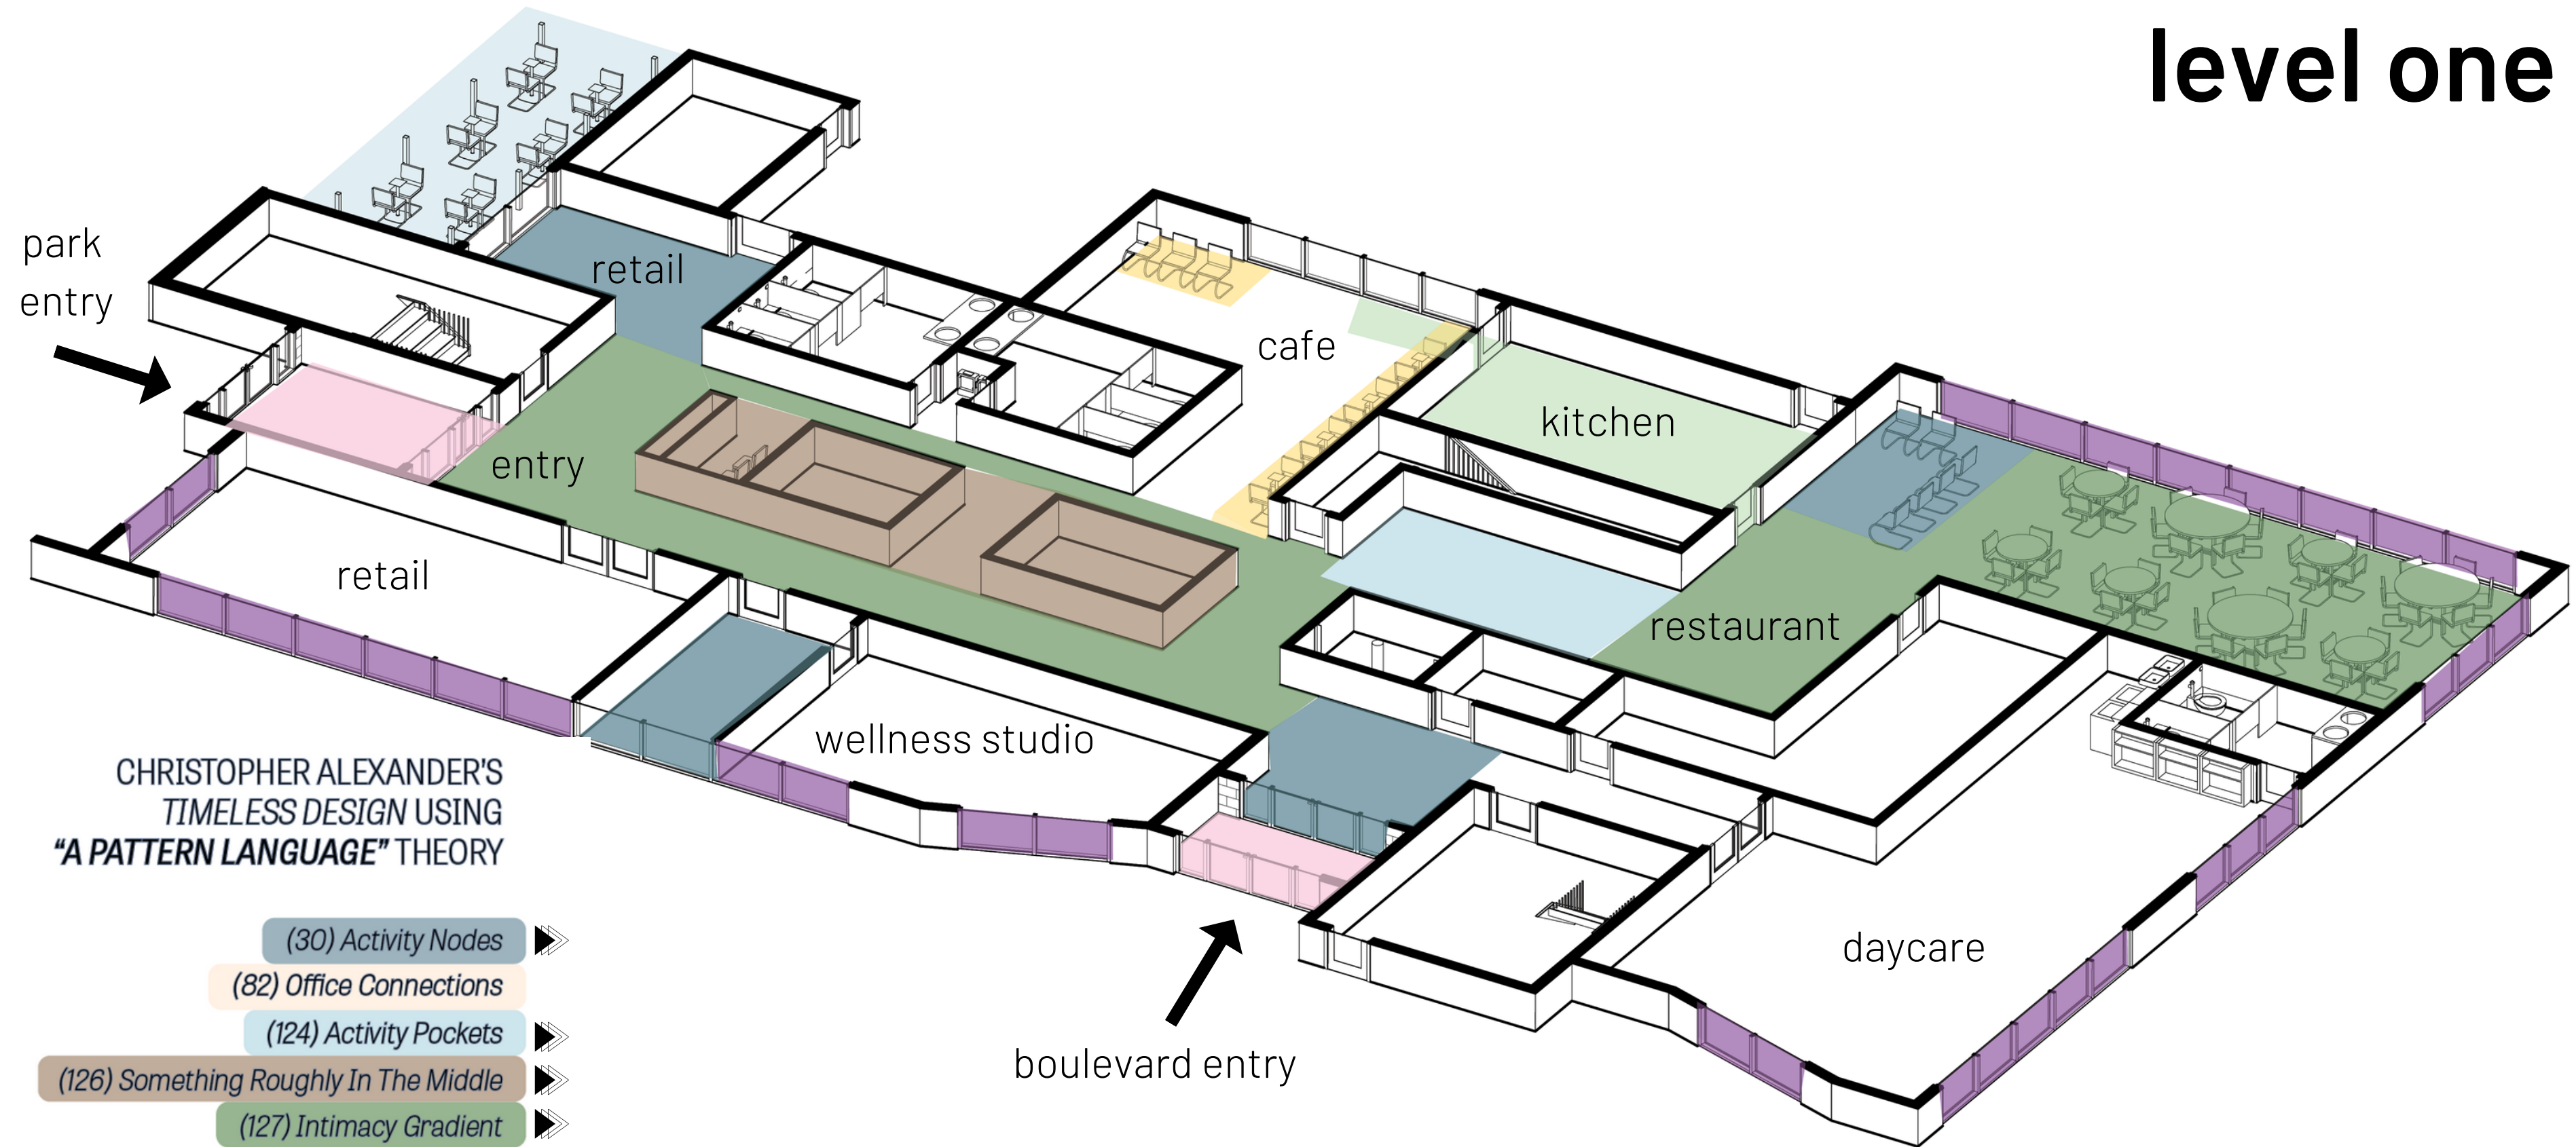 level one
park
entry
retail
cafe
kitchen
entry
retail
restaurant
wellness studio
CHRISTOPHER ALEXANDER'S
TIMELESS DESIGN USING
“A PATTERN LANGUAGE” THEORY
(30) Activity Nodes
(82) Office Connections
(124) Activity Pockets
(126) Something Roughly In The Middle
(127) Intimacy Gradient
daycare
boulevard entry